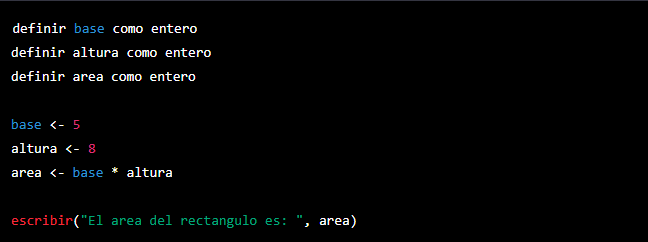 definir base como entero
definir altura como entero
definir area como entero
base <- 5
altura <- 8
area <- base * altura
escribir("El area del rectangulo es: ", area)